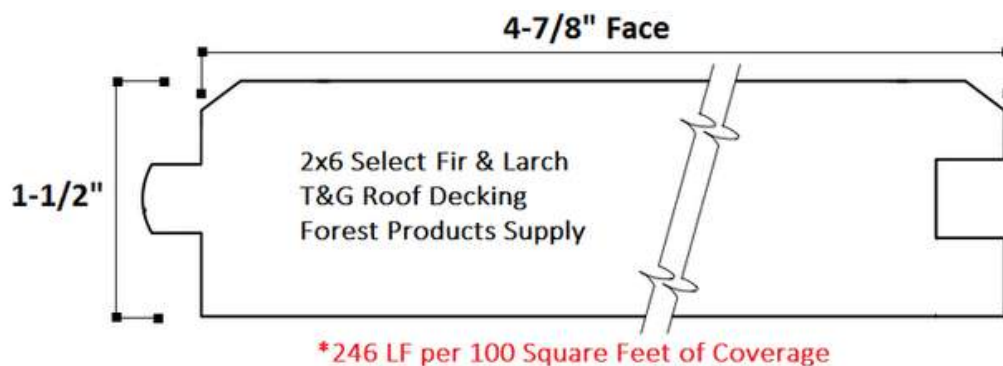 4-7/8" Face
1-1/2"
2x6 Select Fir & Larch
T&G Roof Decking
Forest Products Supply
*246 LF per 100 Square Feet of Coverage